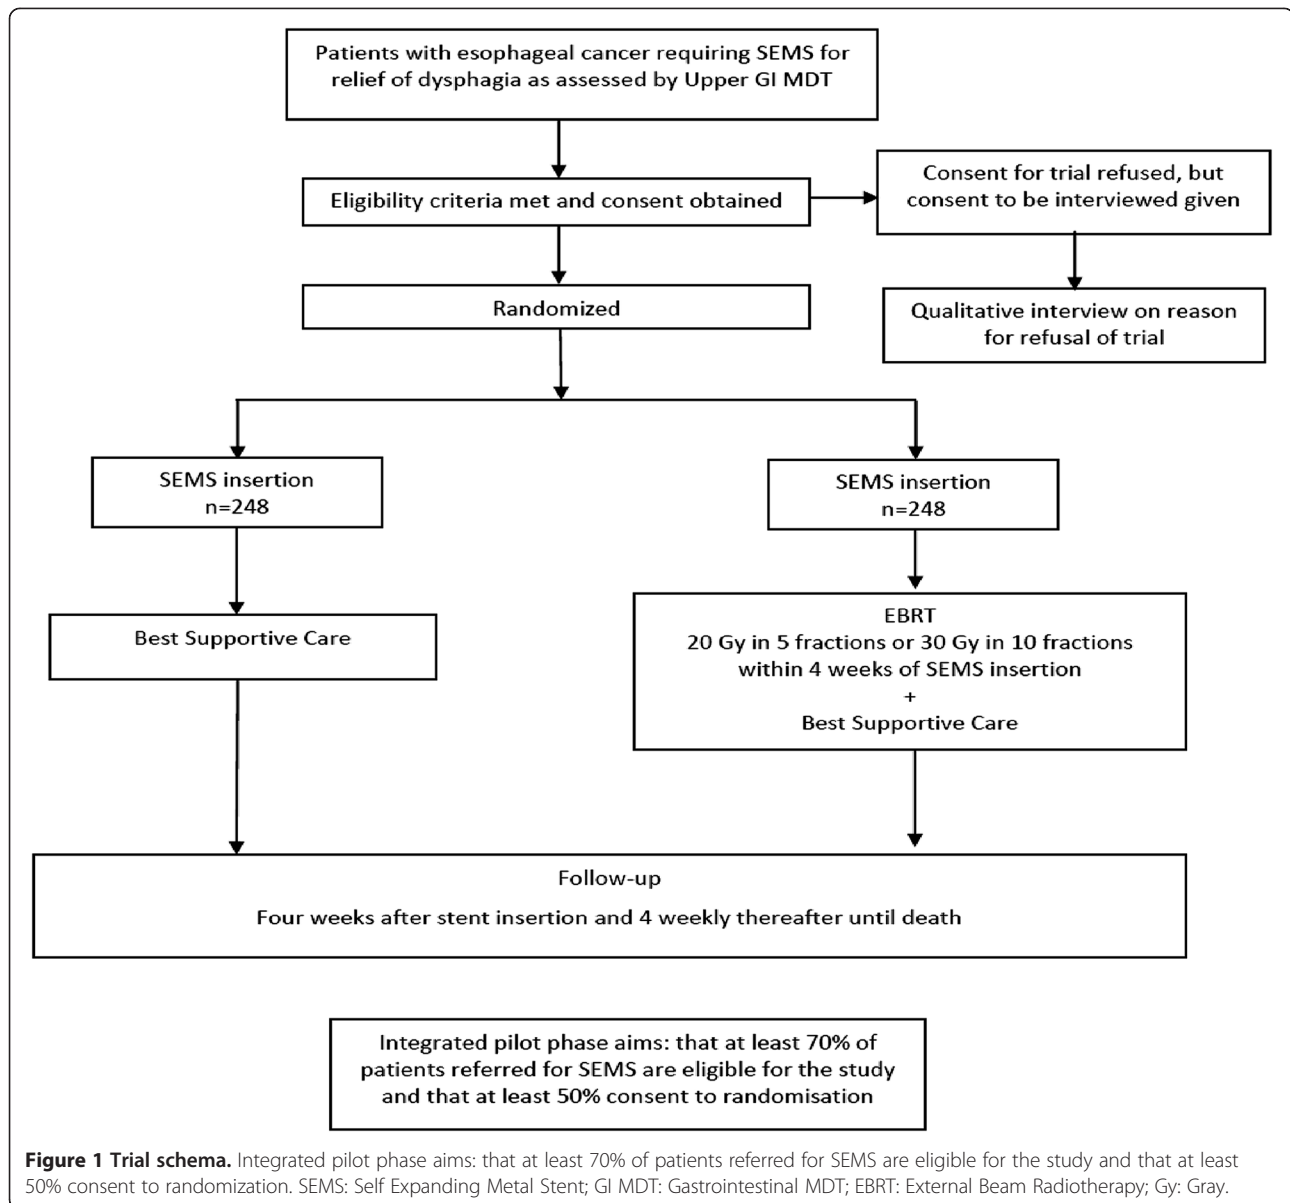 Patients with esophageal cancer requiring SEMS for
relief of dysphagia as assessed by Upper GI MDT
Eligibility criteria met and consent obtained
Consent for trial refused, but
consent to be interviewed given
Qualitative interview on reason
for refusal of trial
Randomized
SEMS insertion
n=248
SEMS insertion
n=248
Best Supportive Care
EBRT
20 Gy in 5 fractions or 30 Gy in 10 fractions
within 4 weeks of SEMS insertion
+
Best Supportive Care
Follow-up
Four weeks after stent insertion and 4 weekly thereafter until death
Integrated pilot phase aims: that at least 70% of
patients referred for SEMS are eligible for the study
and that at least 50% consent to randomisation
Figure 1 Trial schema. Integrated pilot phase aims: that at least 70% of patients referred for SEMS are eligible for the study and that at least
50% consent to randomization. SEMS: Self Expanding Metal Stent; GI MDT: Gastrointestinal MDT; EBRT: External Beam Radiotherapy; Gy: Gray.